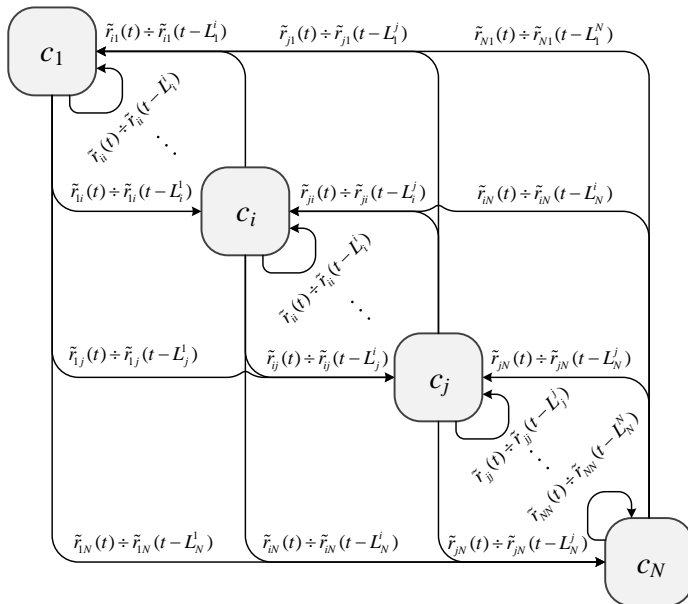 r̃_{i1}(t) ÷ r̃_{i1}(t−L_1^i)
r̃_{j1}(t) ÷ r̃_{j1}(t−L_1^j)
r̃_{N1}(t) ÷ r̃_{N1}(t−L_1^N)
c_1
r̃_{ii}(t) ÷ r̃_{ii}(t−L_i^i)
r̃_{1i}(t) ÷ r̃_{1i}(t−L_i^1)
c_i
r̃_{ji}(t) ÷ r̃_{ji}(t−L_i^j)
r̃_{iN}(t) ÷ r̃_{iN}(t−L_N^i)
r̃_{ii}(t) ÷ r̃_{ii}(t−L_i^i)
r̃_{1j}(t) ÷ r̃_{1j}(t−L_j^1)
r̃_{ij}(t) ÷ r̃_{ij}(t−L_j^i)
c_j
r̃_{jN}(t) ÷ r̃_{jN}(t−L_N^j)
r̃_{jj}(t) ÷ r̃_{jj}(t−L_j^j)
r̃_{NN}(t) ÷ r̃_{NN}(t−L_N^N)
r̃_{1N}(t) ÷ r̃_{1N}(t−L_N^1)
r̃_{iN}(t) ÷ r̃_{iN}(t−L_N^i)
r̃_{jN}(t) ÷ r̃_{jN}(t−L_N^j)
c_N